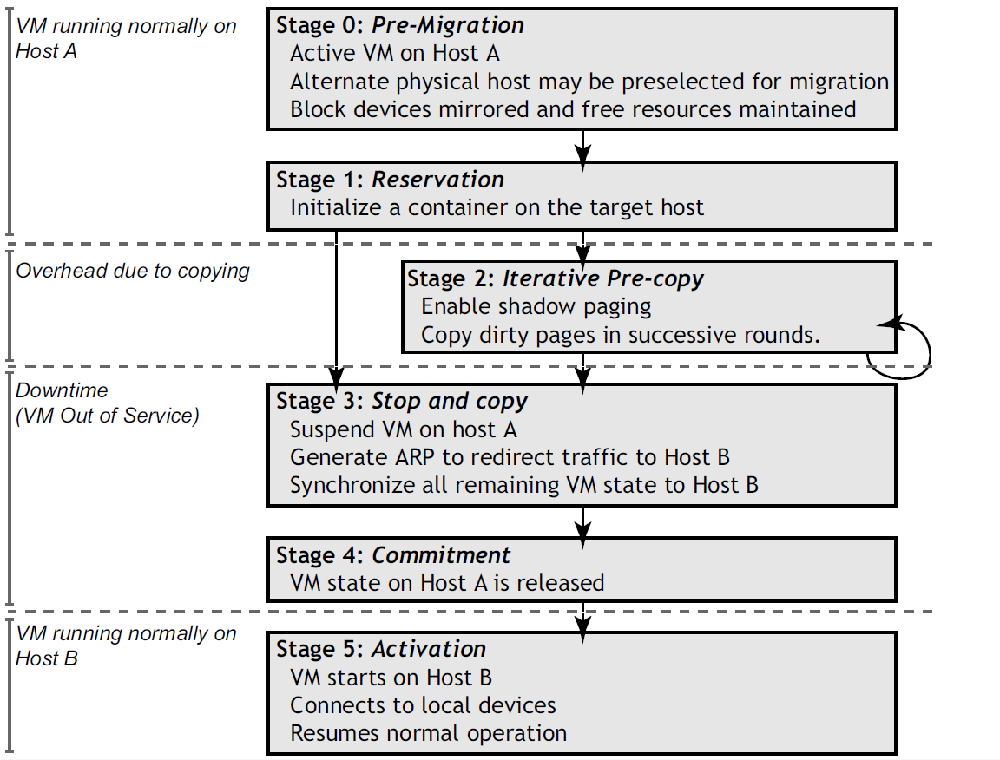 VM running normally on
Host A
Stage 0: Pre-Migration
Active VM on Host A
Alternate physical host may be preselected for migration
Block devices mirrored and free resources maintained
Stage 1: Reservation
Initialize a container on the target host
Overhead due to copying
Stage 2: Iterative Pre-copy
Enable shadow paging
Copy dirty pages in successive rounds.
Downtime
(VM Out of Service)
Stage 3: Stop and copy
Suspend VM on host A
Generate ARP to redirect traffic to Host B
Synchronize all remaining VM state to Host B
Stage 4: Commitment
VM state on Host A is released
VM running normally on
Host B
Stage 5: Activation
VM starts on Host B
Connects to local devices
Resumes normal operation